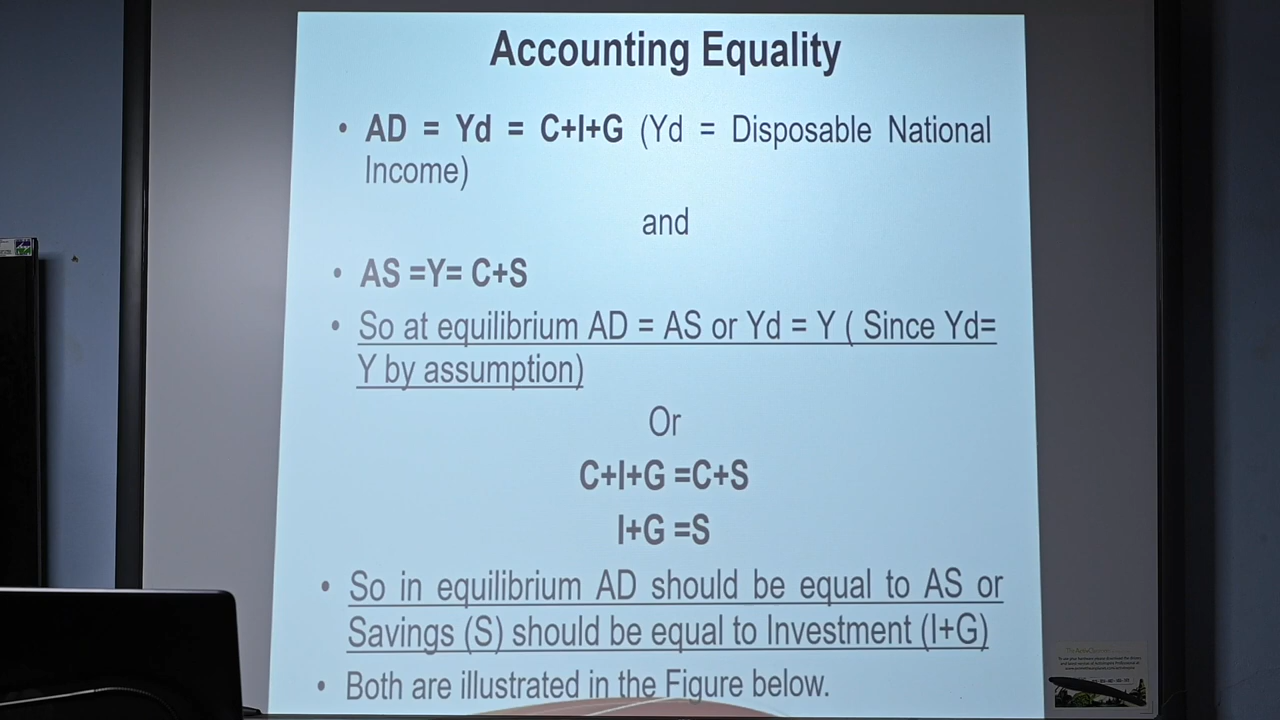 Accounting Equality
• AD = Yd = C+I+G (Yd = Disposable National
Income)
and
• AS =Y= C+S
• So at equilibrium AD = AS or Yd = Y ( Since Yd=
Y by assumption)
Or
C+I+G =C+S
I+G =S
• So in equilibrium AD should be equal to AS or
Savings (S) should be equal to Investment (I+G)
• Both are illustrated in the Figure below.